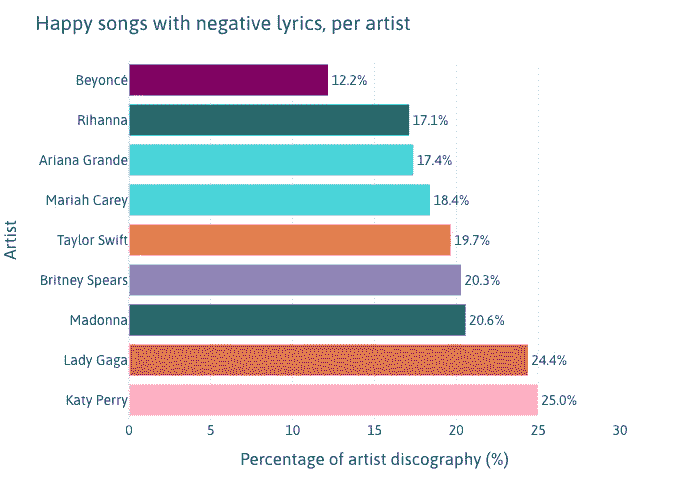 Happy songs with negative lyrics, per artist
Artist
Beyoncé 12.2%
Rihanna 17.1%
Ariana Grande 17.4%
Mariah Carey 18.4%
Taylor Swift 19.7%
Britney Spears 20.3%
Madonna 20.6%
Lady Gaga 24.4%
Katy Perry 25.0%
0 5 10 15 20 25 30
Percentage of artist discography (%)